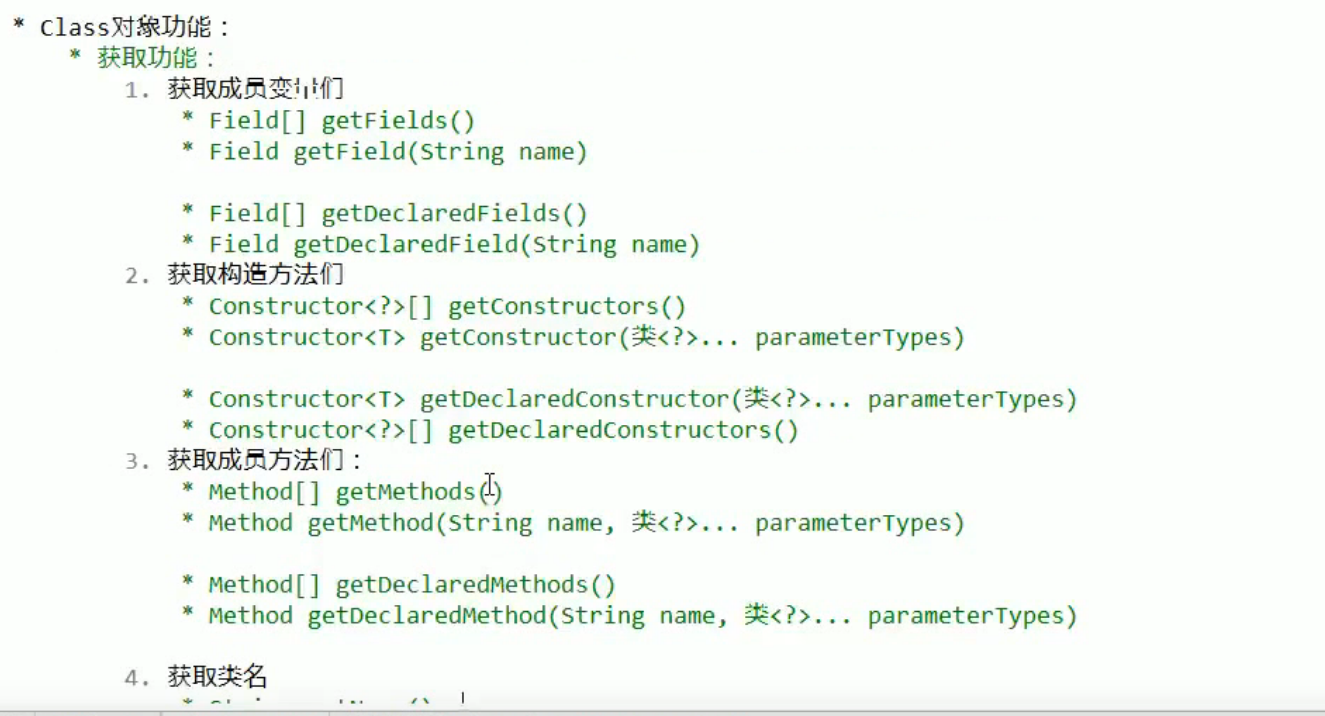 * Class对象功能：
* 获取功能：
1. 获取成员变量们
* Field[] getFields()
* Field getField(String name)
* Field[] getDeclaredFields()
* Field getDeclaredField(String name)
2. 获取构造方法们
* Constructor<?>[] getConstructors()
* Constructor<T> getConstructor(类<?>... parameterTypes)
* Constructor<T> getDeclaredConstructor(类<?>... parameterTypes)
* Constructor<?>[] getDeclaredConstructors()
3. 获取成员方法们：
* Method[] getMethods()
* Method getMethod(String name, 类<?>... parameterTypes)
* Method[] getDeclaredMethods()
* Method getDeclaredMethod(String name, 类<?>... parameterTypes)
4. 获取类名